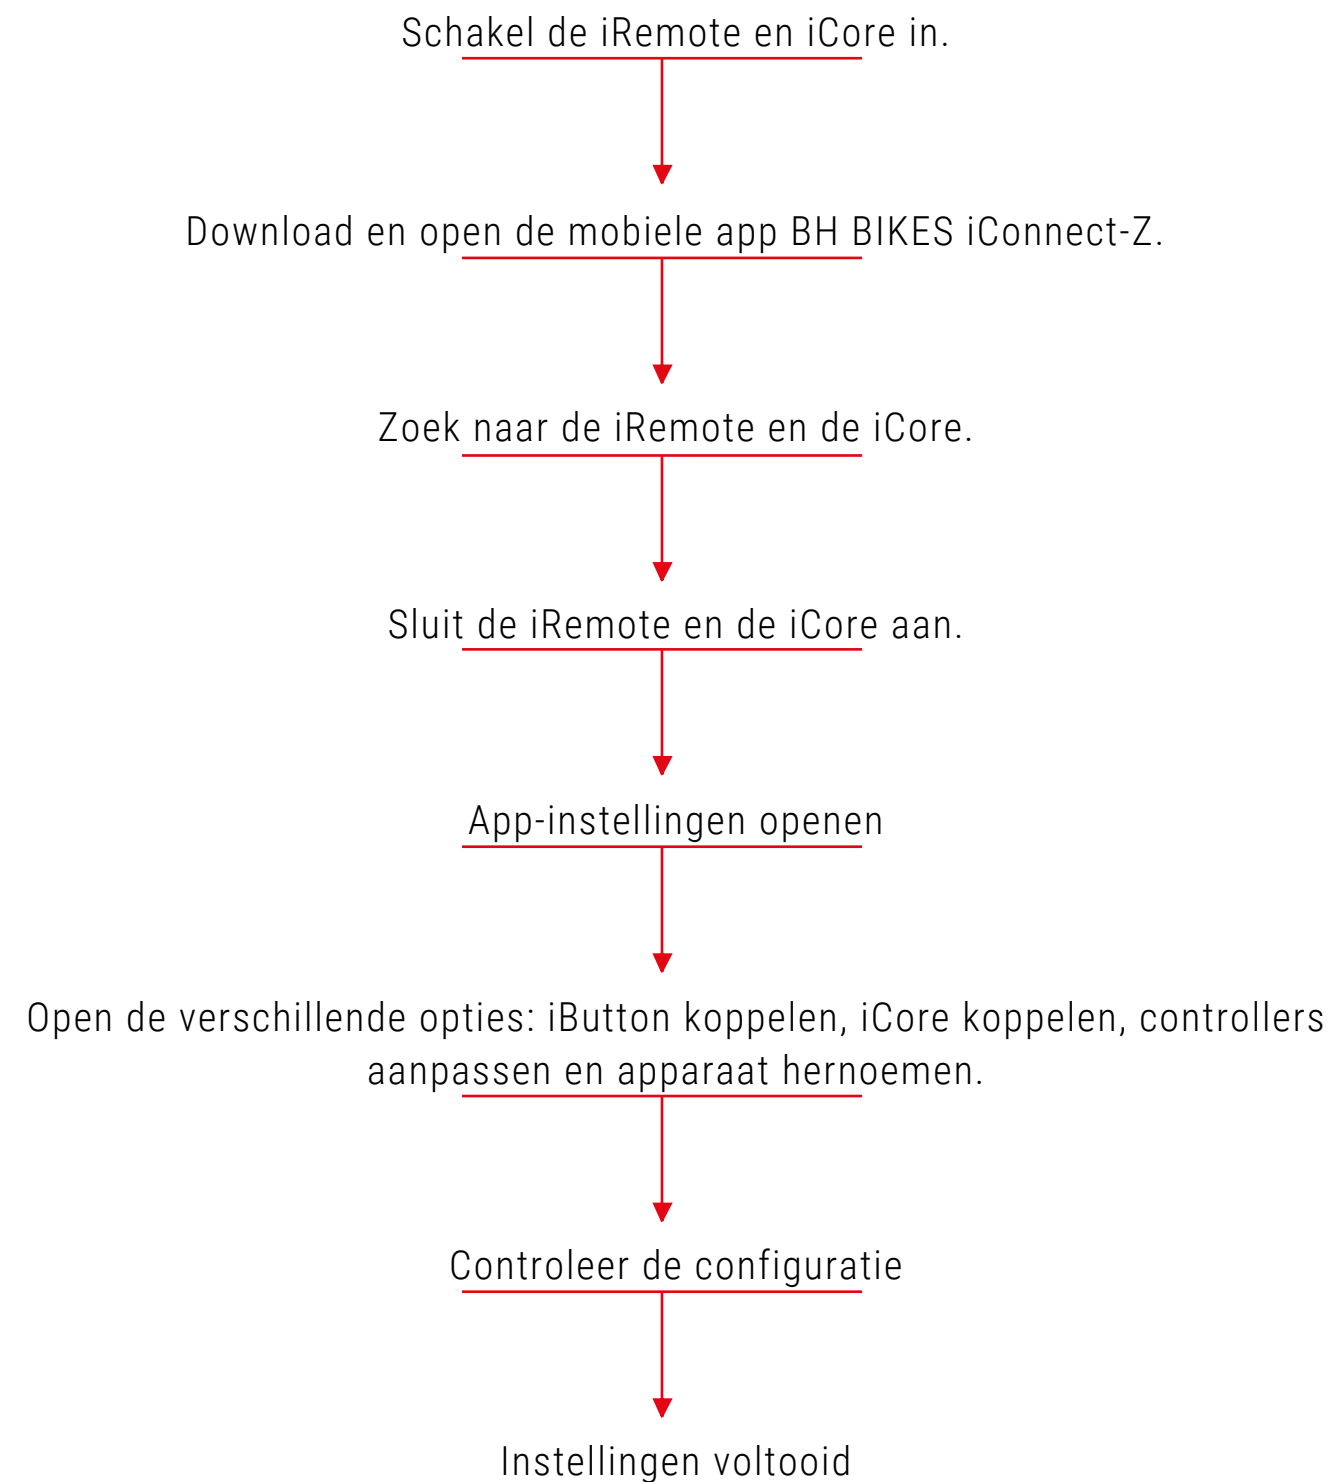 Schakel de iRemote en iCore in.
Download en open de mobiele app BH BIKES iConnect-Z.
Zoek naar de iRemote en de iCore.
Sluit de iRemote en de iCore aan.
App-instellingen openen
Open de verschillende opties: iButton koppelen, iCore koppelen, controllers
aanpassen en apparaat hernoemen.
Controleer de configuratie
Instellingen voltooid